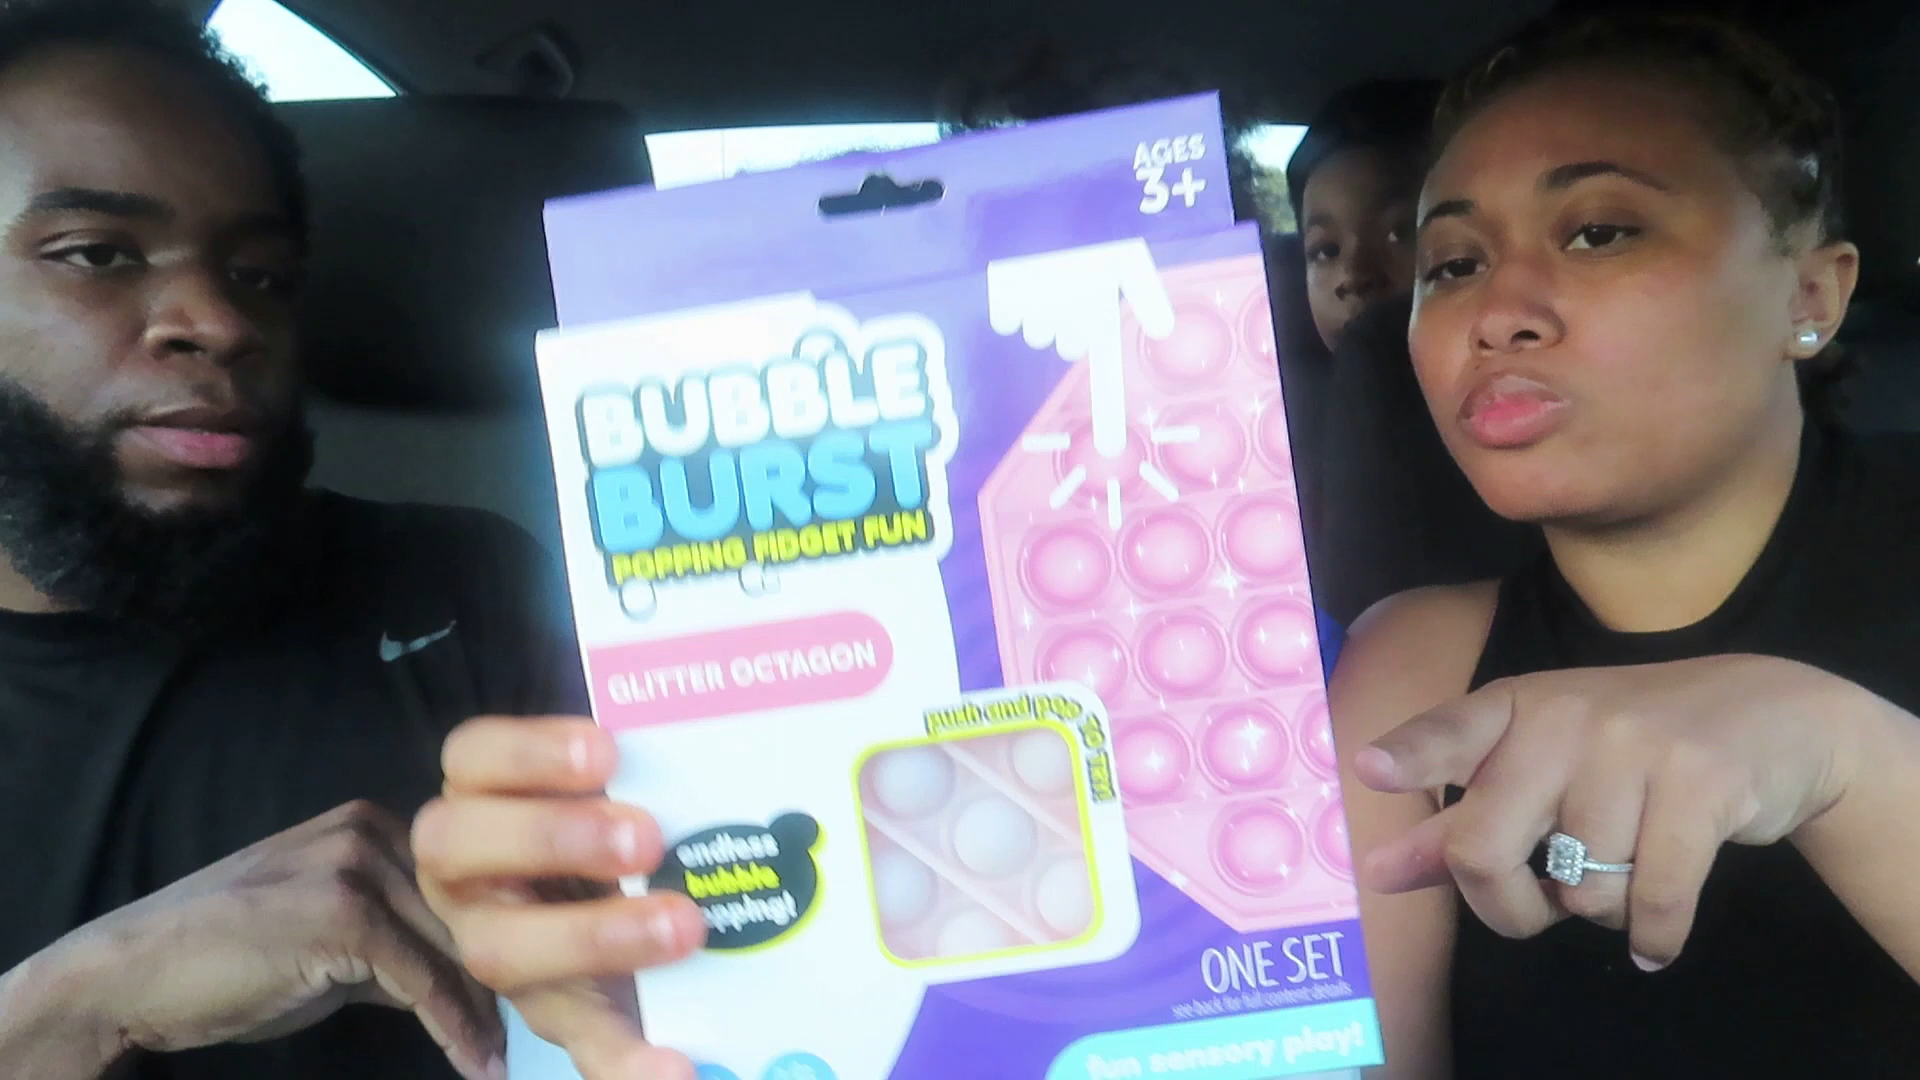 AGES
3+
BUBBLE
BURST
POPPING FIDGET FUN
GLITTER OCTAGON
push and pop to
endless
bubble
ONE SET
see back for full content details
fun sensory play!